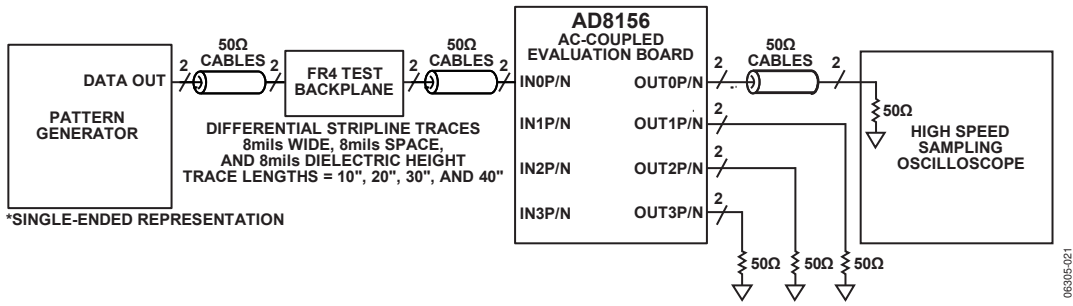 AD8156
AC-COUPLED
EVALUATION BOARD
50Ω
CABLES
50Ω
CABLES
50Ω
CABLES
DATA OUT
2
2
FR4 TEST
BACKPLANE
2
2
IN0P/N
OUT0P/N
2
2
50Ω
PATTERN
GENERATOR
IN1P/N
OUT1P/N
2
HIGH SPEED
SAMPLING
OSCILLOSCOPE
DIFFERENTIAL STRIPLINE TRACES
8mils WIDE, 8mils SPACE,
AND 8mils DIELECTRIC HEIGHT
TRACE LENGTHS = 10", 20", 30", AND 40"
IN2P/N
OUT2P/N
2
IN3P/N
OUT3P/N
2
*SINGLE-ENDED REPRESENTATION
50Ω
50Ω
50Ω
06305-021